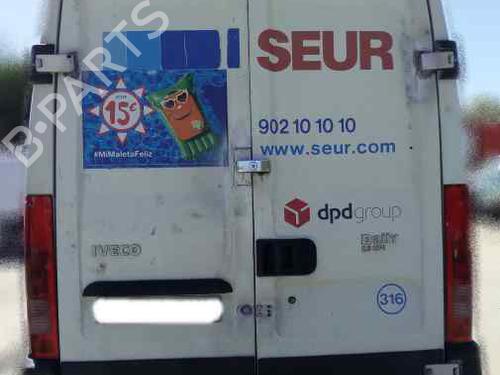 B-PARTS
SEUR
15€
#MiMaletaFeliz
902 10 10 10
www.seur.com
dpdgroup
IVECO
Daily
316